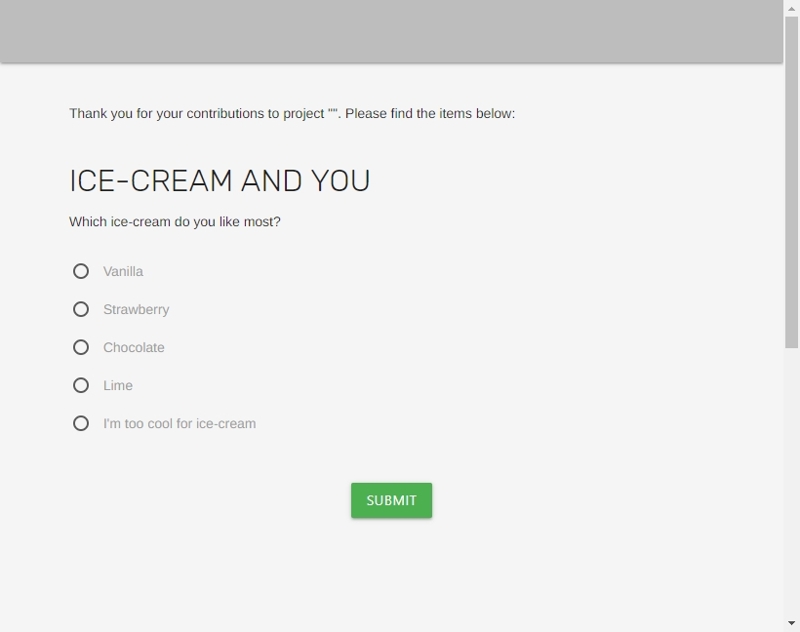 Thank you for your contributions to project "". Please find the items below:
ICE-CREAM AND YOU
Which ice-cream do you like most?
Vanilla
Strawberry
Chocolate
Lime
I'm too cool for ice-cream
SUBMIT